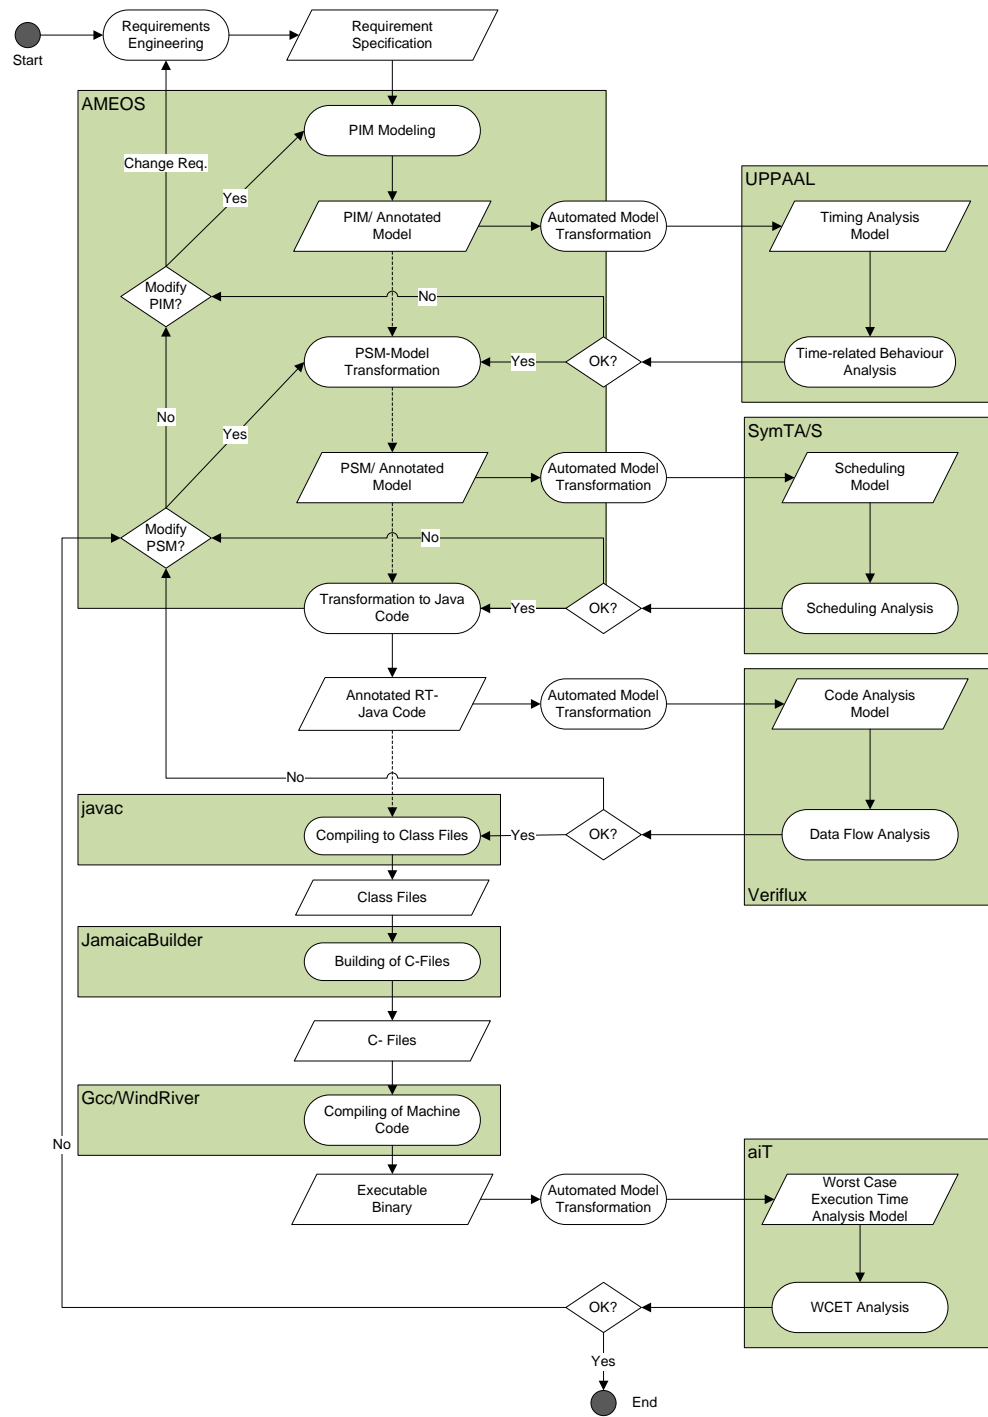 Requirements
Engineering
Requirement
Specification
Start
AMEOS
PIM Modeling
Change Req.
Yes
UPPAAL
PIM/ Annotated
Model
Automated Model
Transformation
Timing Analysis
Model
Modify
PIM?
No
PSM-Model
Transformation
Yes
OK?
Time-related Behaviour
Analysis
No
Yes
SymTA/S
PSM/ Annotated
Model
Automated Model
Transformation
Scheduling
Model
Modify
PSM?
No
Transformation to Java
Code
Yes
OK?
Scheduling Analysis
Annotated RT-
Java Code
Automated Model
Transformation
Code Analysis
Model
No
javac
Compiling to Class Files
Yes
OK?
Data Flow Analysis
Class Files
Veriflux
JamaicaBuilder
Building of C-Files
C- Files
Gcc/WindRiver
Compiling of Machine
Code
No
aiT
Executable
Binary
Automated Model
Transformation
Worst Case
Execution Time
Analysis Model
OK?
WCET Analysis
Yes
End